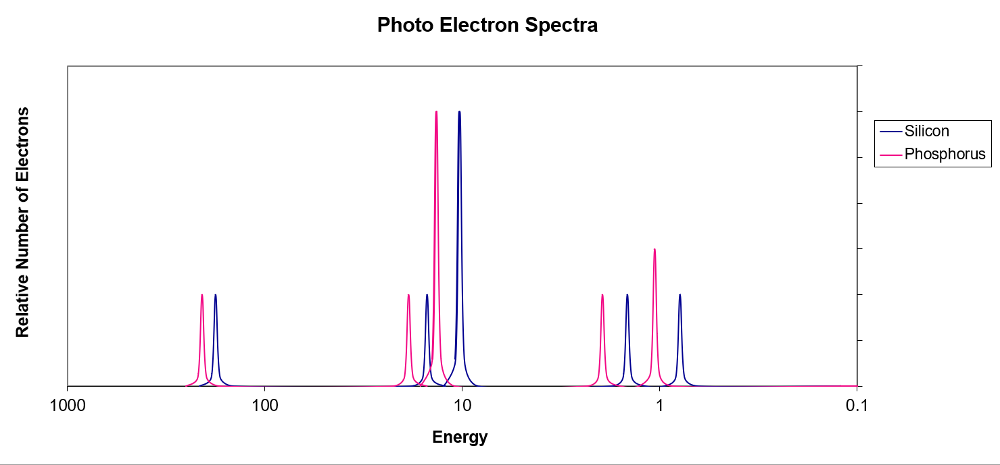 Photo Electron Spectra
Relative Number of Electrons
Silicon
Phosphorus
1000 100 10 1 0.1
Energy